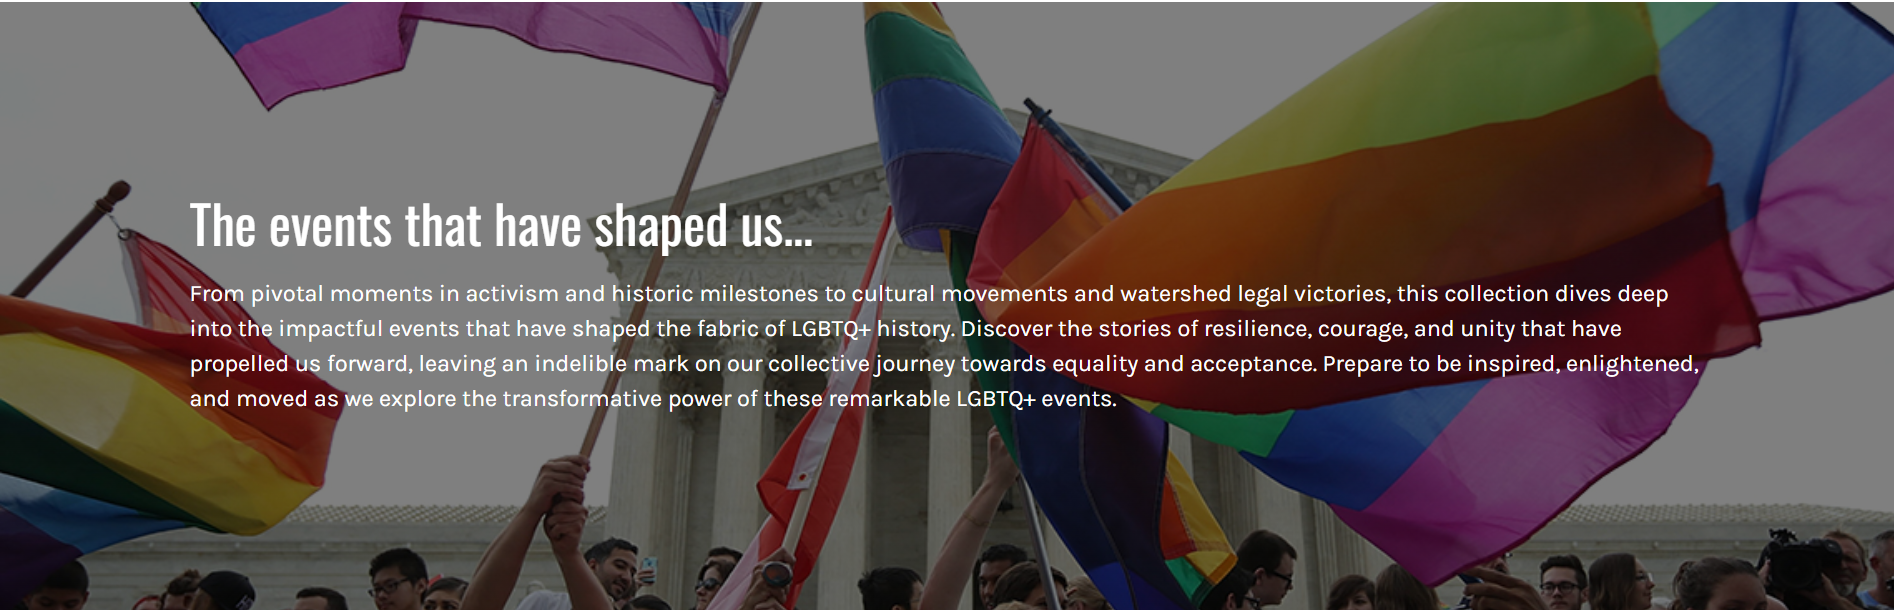 The events that have shaped us...
From pivotal moments in activism and historic milestones to cultural movements and watershed legal victories, this collection dives deep
into the impactful events that have shaped the fabric of LGBTQ+ history. Discover the stories of resilience, courage, and unity that have
propelled us forward, leaving an indelible mark on our collective journey towards equality and acceptance. Prepare to be inspired, enlightened,
and moved as we explore the transformative power of these remarkable LGBTQ+ events.